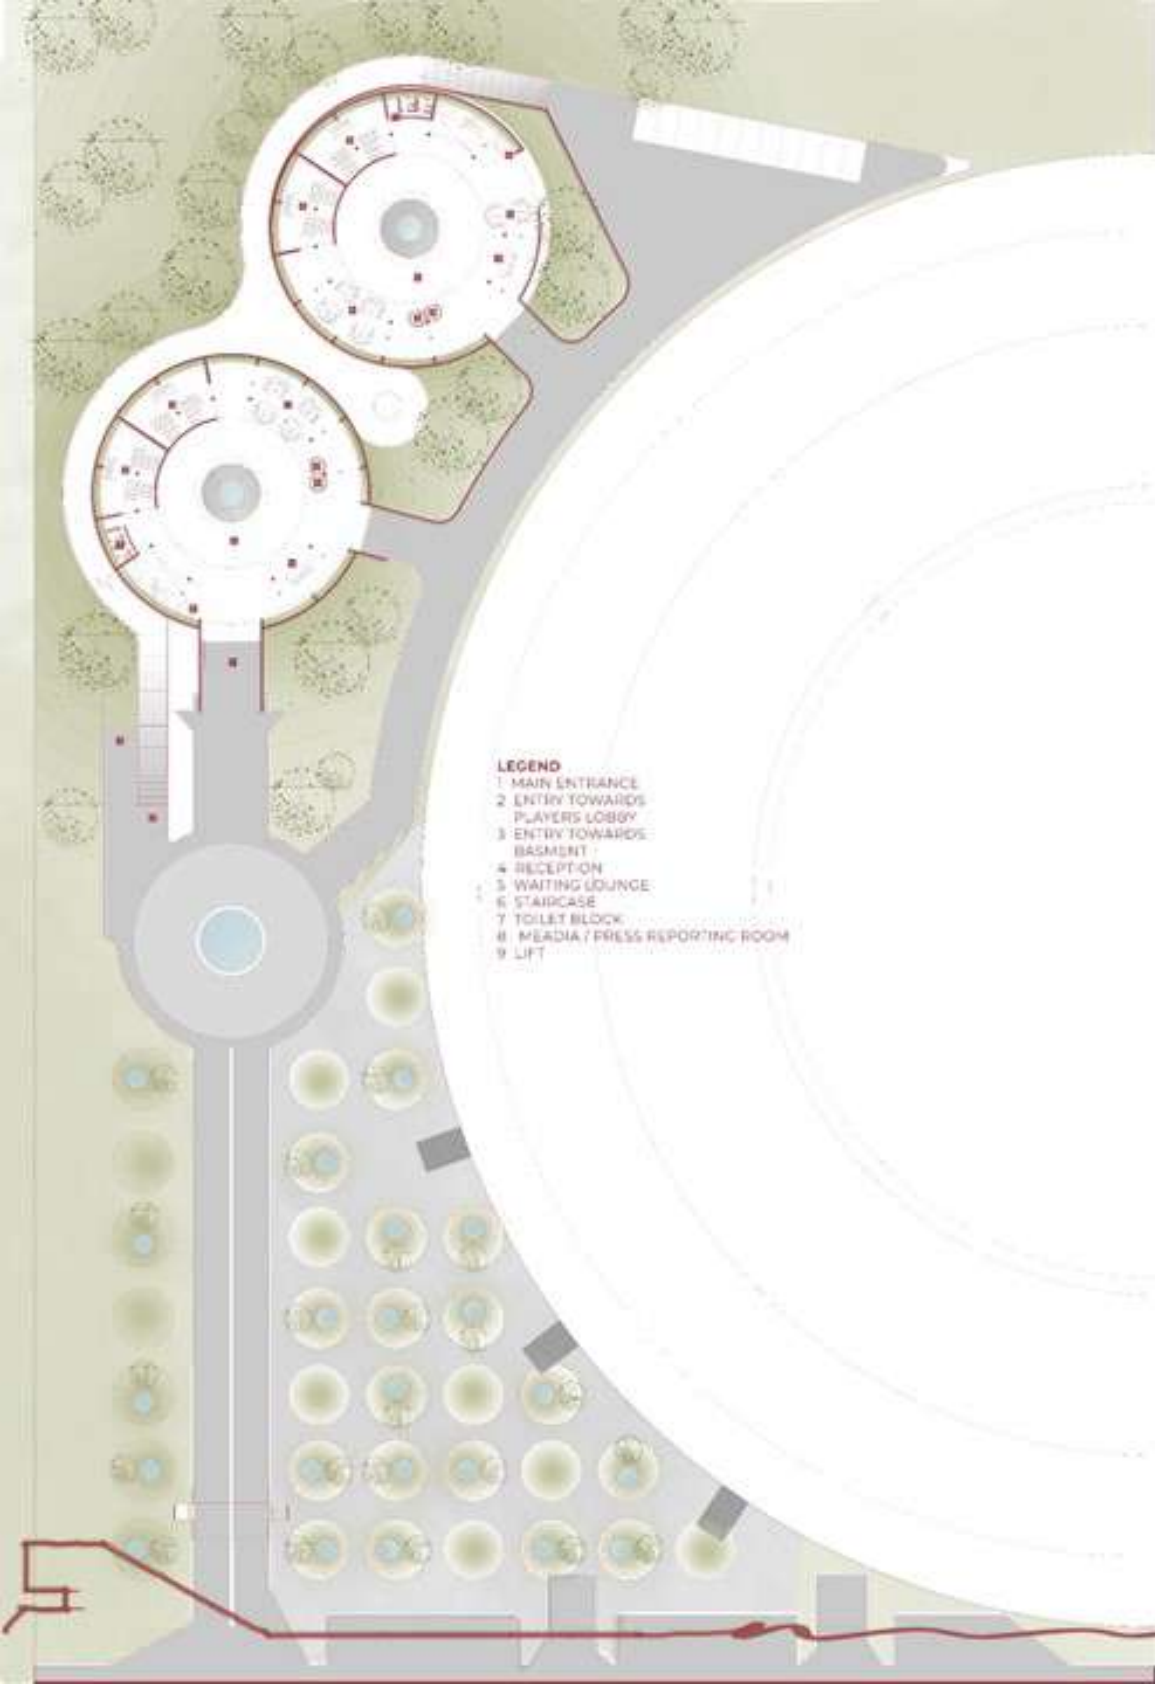 LEGEND
1 MAIN ENTRANCE
2 ENTRY TOWARDS
PLAYERS LOBBY
3 ENTRY TOWARDS
BASMENT
4 RECEPTION
5 WAITING LOUNGE
6 STAIRCASE
7 TOILET BLOCK
8 MEADIA / PRESS REPORTING ROOM
9 LIFT